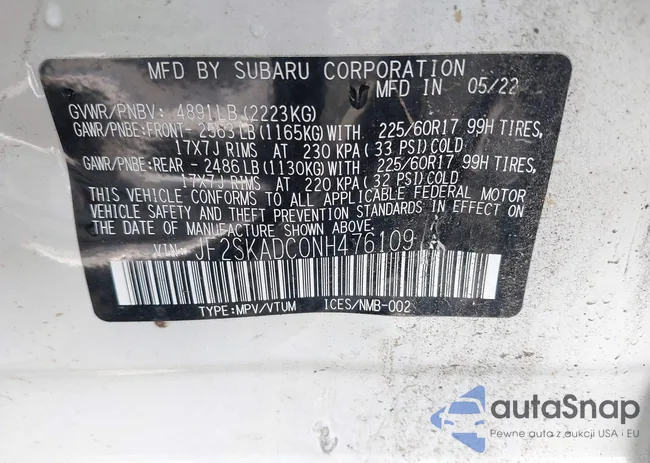 MFD BY SUBARU CORPORATION
MFD IN 05/22
GVWR/PNBV: 4891LB(2223KG)
GAWR/PNBE:FRONT- 2563LB(1165KG)WITH 225/60R17 99H TIRES,
17X7J RIMS AT 230 KPA(33 PSI)COLD
GAWR/PNBE:REAR - 2486LB(1130KG)WITH 225/60R17 99H TIRES,
17X7J RIMS AT 220 KPA(32 PSI)COLD
THIS VEHICLE CONFORMS TO ALL APPLICABLE FEDERAL MOTOR
VEHICLE SAFETY AND THEFT PREVENTION STANDARDS IN EFFECT ON
THE DATE OF MANUFACTURE SHOWN ABOVE.
VIN: JF2SKADC0NH476109
TYPE:MPV/VTUM ICES/NMB-002
autaSnap
Pewne auta z aukcji USA i EU